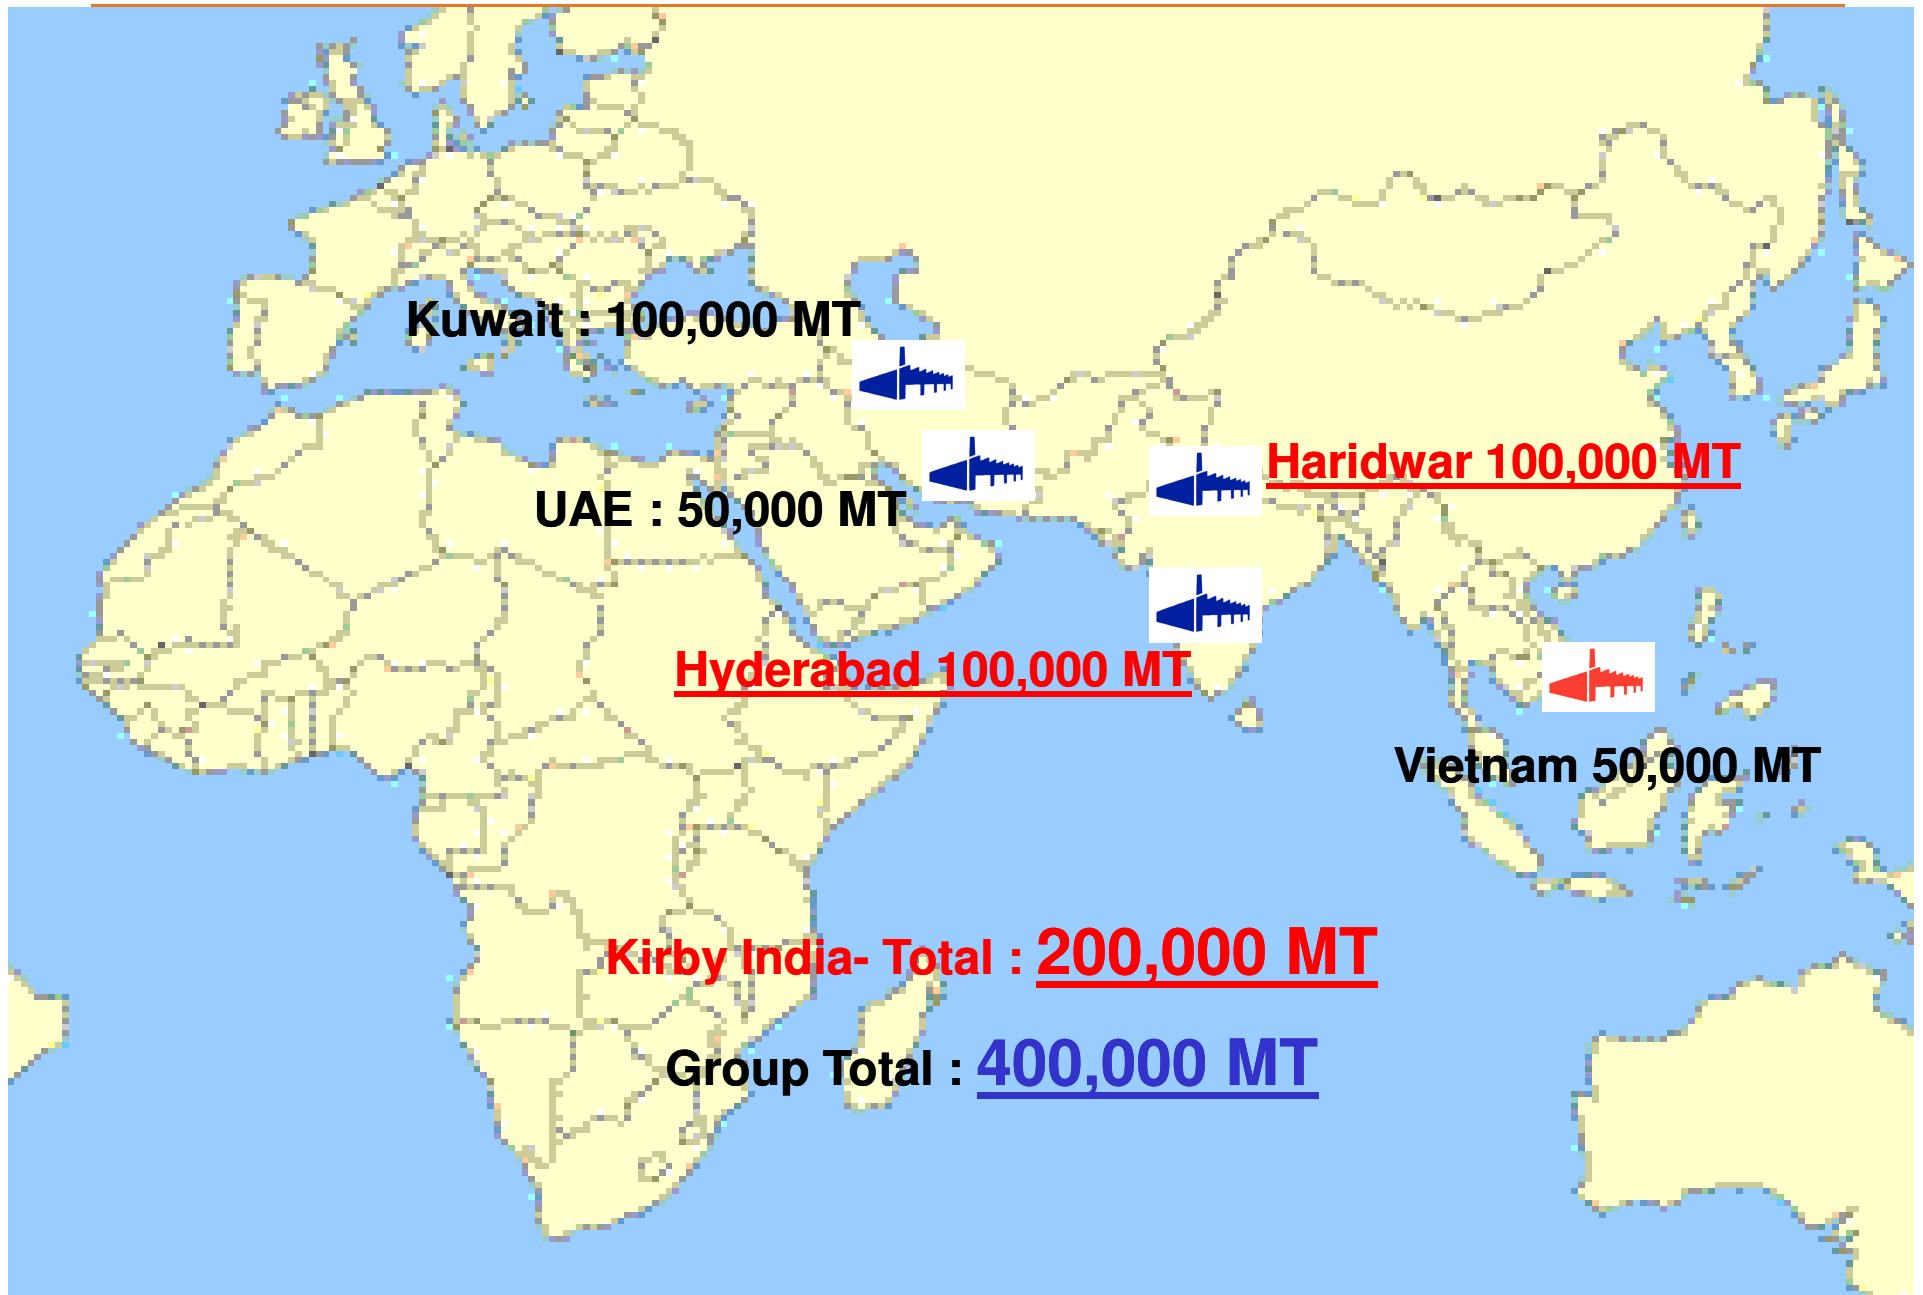 Kuwait : 100,000 MT
Haridwar 100,000 MT
UAE : 50,000 MT
Hyderabad 100,000 MT
Vietnam 50,000 MT
Kirby India- Total : 200,000 MT
Group Total : 400,000 MT